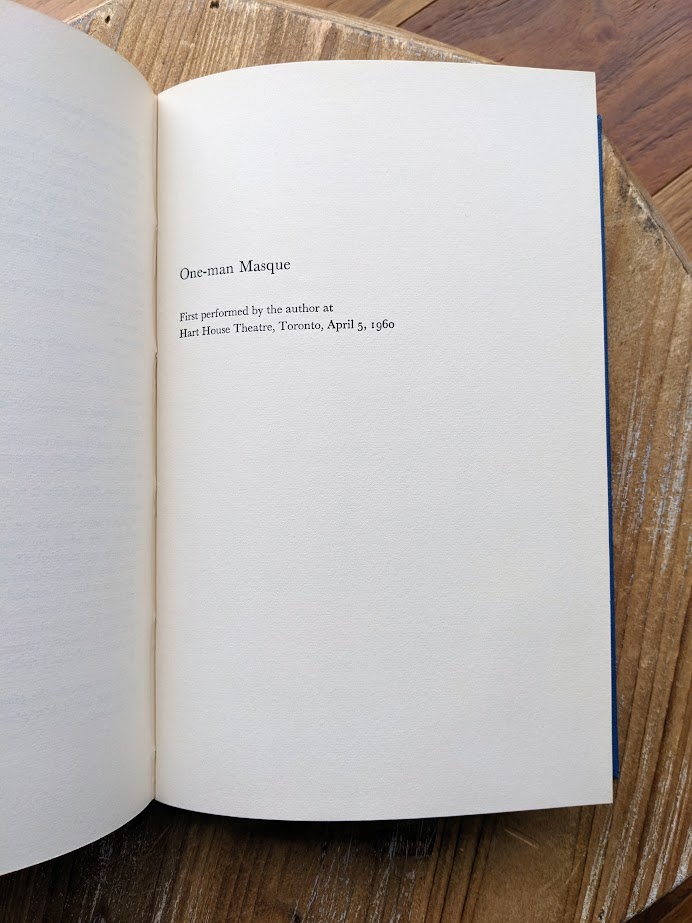 One-man Masque
First performed by the author at
Hart House Theatre, Toronto, April 5, 1960